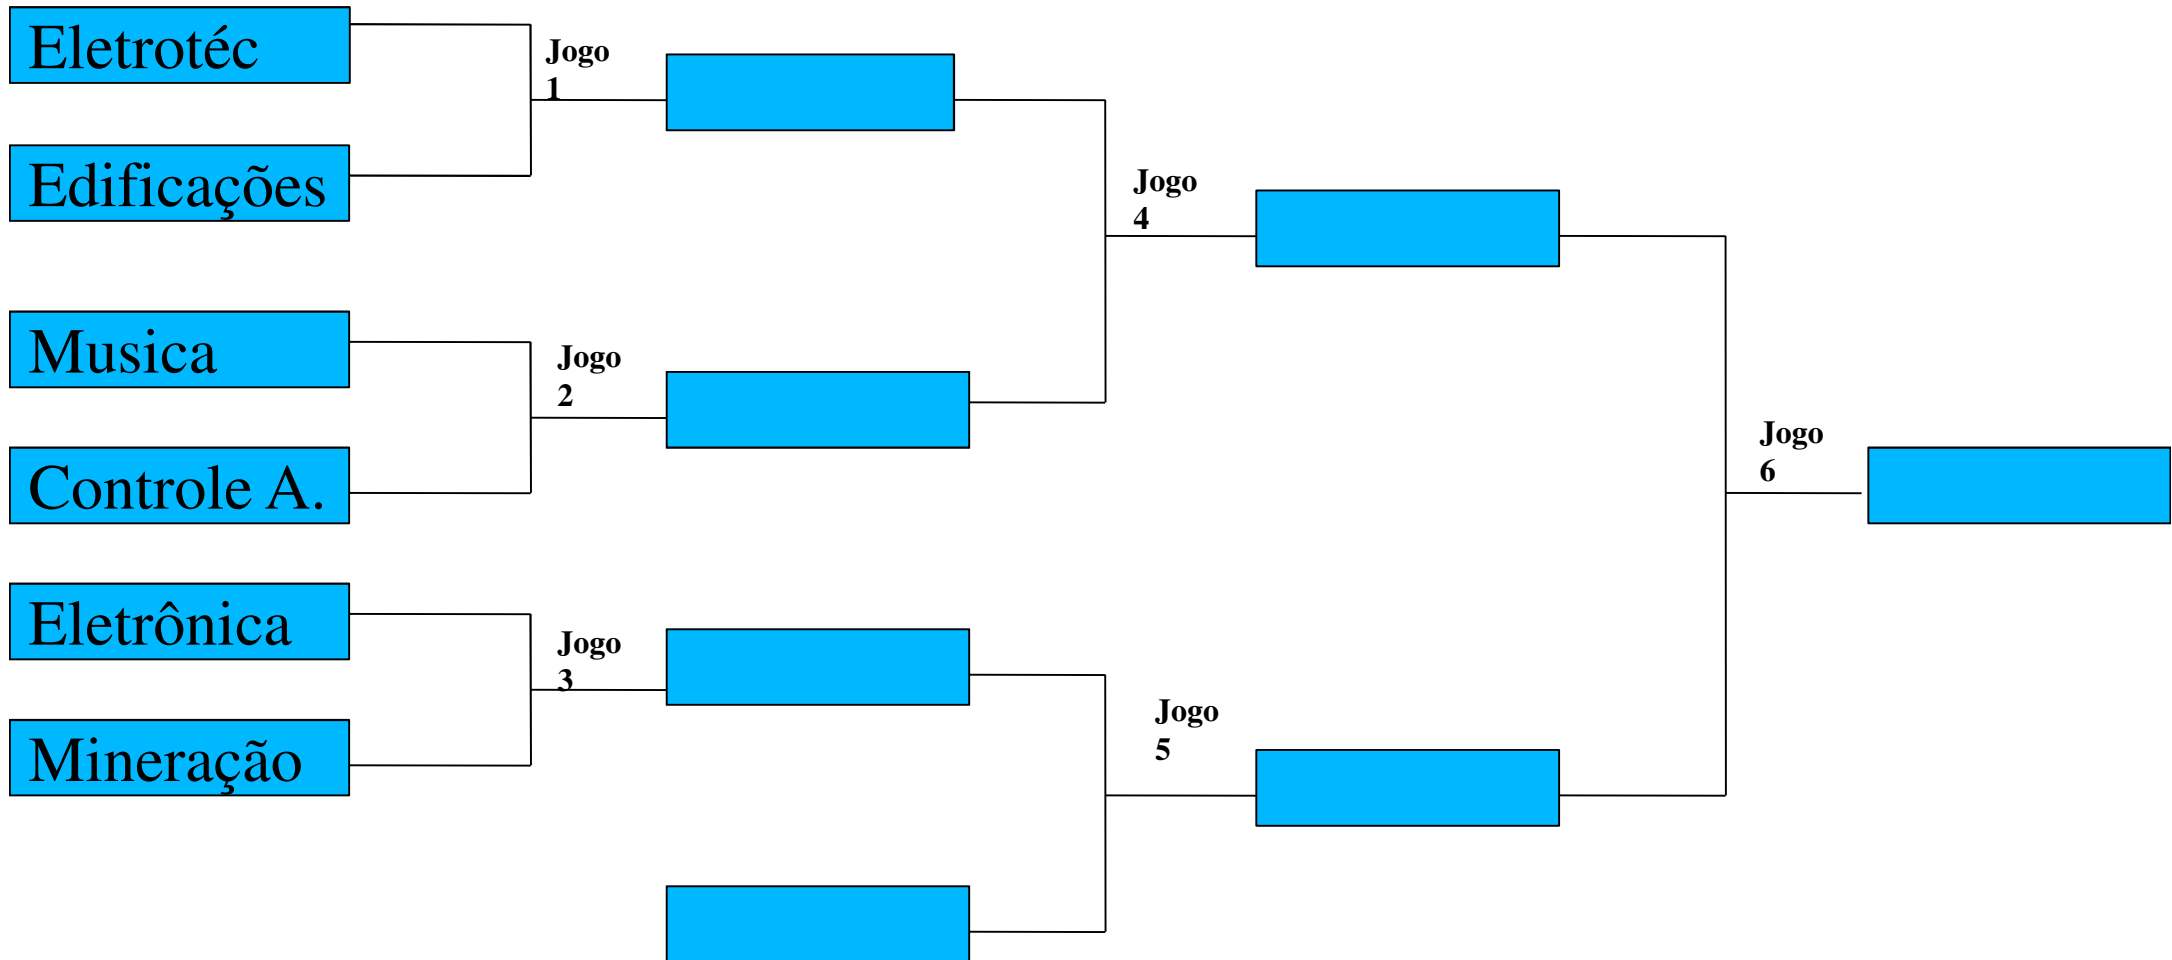 Eletrotéc
Jogo
1
Edificações
Jogo
4
Musica
Jogo
2
Controle A.
Jogo
6
Eletrônica
Jogo
3
Mineração
Jogo
5